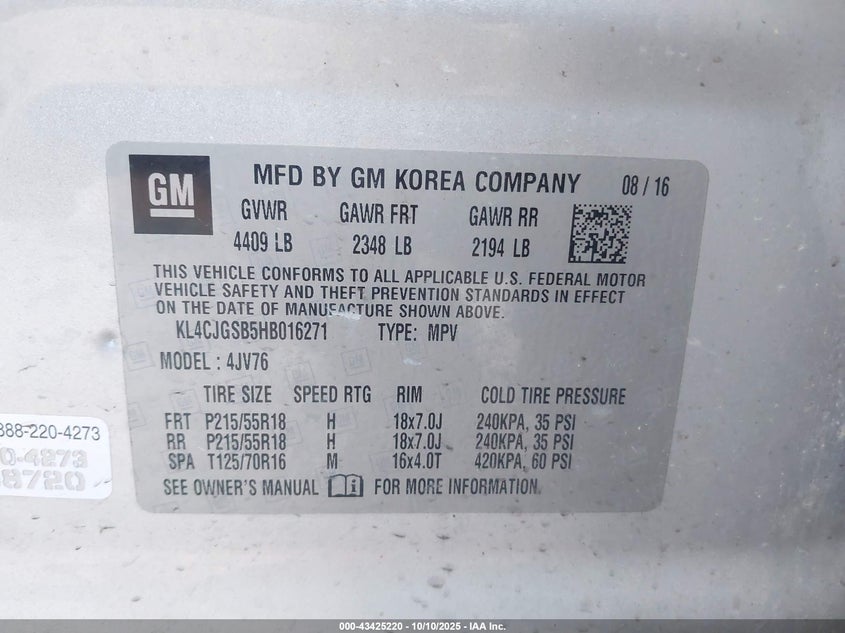 GM
MFD BY GM KOREA COMPANY 08 / 16
GVWR GAWR FRT GAWR RR
4409 LB 2348 LB 2194 LB
THIS VEHICLE CONFORMS TO ALL APPLICABLE U.S. FEDERAL MOTOR
VEHICLE SAFETY AND THEFT PREVENTION STANDARDS IN EFFECT
ON THE DATE OF MANUFACTURE SHOWN ABOVE.
KL4CJGSB5HB016271 TYPE: MPV
MODEL : 4JV76
TIRE SIZE SPEED RTG RIM COLD TIRE PRESSURE
FRT P215/55R18 H 18x7.0J 240KPA, 35 PSI
RR P215/55R18 H 18x7.0J 240KPA, 35 PSI
SPA T125/70R16 M 16x4.0T 420KPA, 60 PSI
SEE OWNER'S MANUAL FOR MORE INFORMATION.
888-220-4273
0-4273
8720
000-43425220 - 10/10/2025 - IAA Inc.